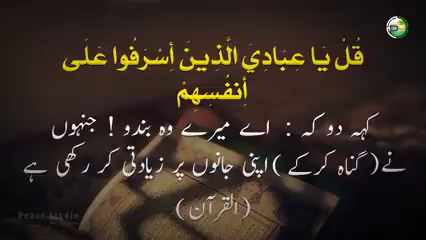 قُلْ يَا عِبَادِيَ الَّذِينَ أَسْرَفُوا عَلَى
أَنفُسِهِمْ
کہہ دو کہ : اے میرے وہ بندو ! جنہوں
نے (گناہ کرکے) اپنی جانوں پر زیادتی کر رکھی ہے
(القرآن)
Peace Studio